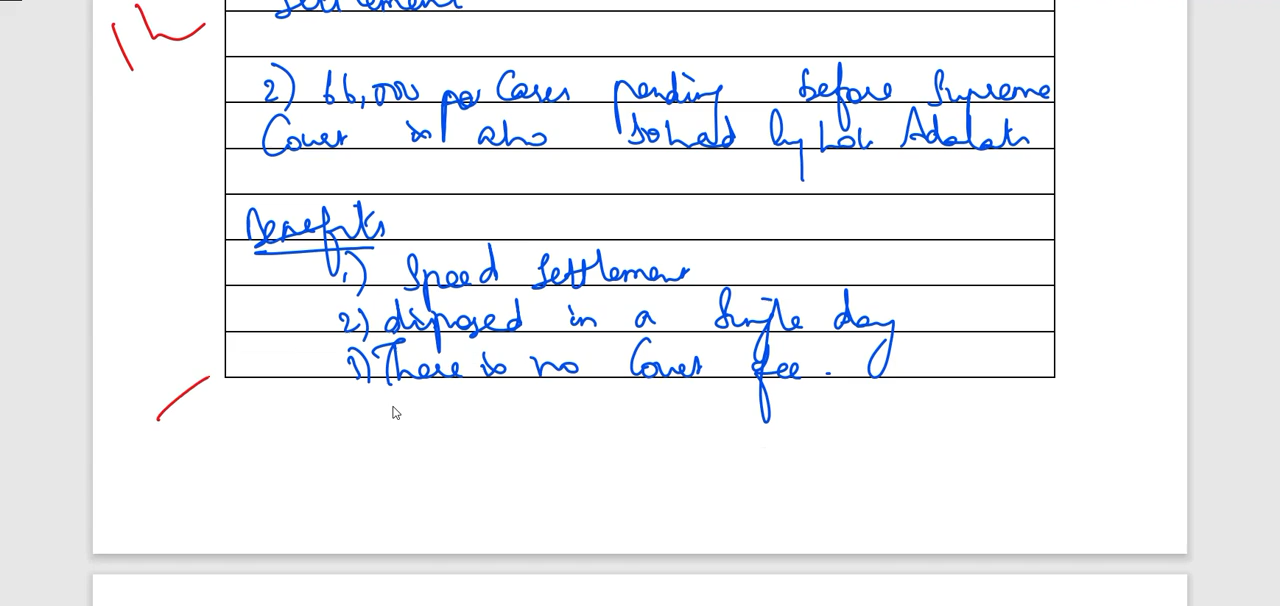 Settlement
2) 66,000 Cases pending before Supreme
Court is also solved by Lok Adalats
Benefits
1) Speed Settlement
2) disposed in a Single day
3) There is no Court fee.